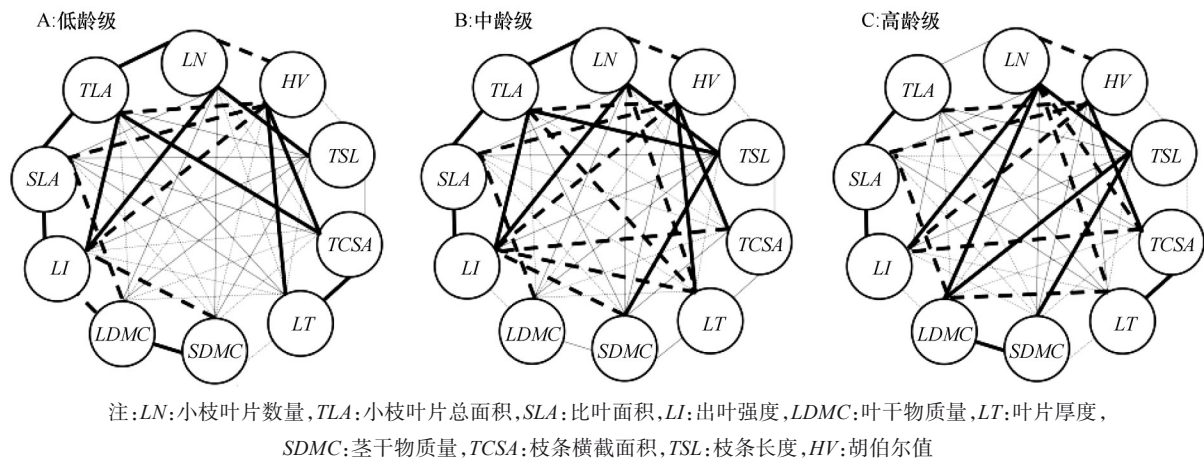 A:低龄级
B:中龄级
C:高龄级
LN
HV
TLA
TSL
SLA
TCSA
LI
LT
LDMC
SDMC
LN
HV
TLA
TSL
SLA
TCSA
LI
LT
LDMC
SDMC
LN
HV
TLA
TSL
SLA
TCSA
LI
LT
LDMC
SDMC
注:LN:小枝叶片数量,TLA:小枝叶片总面积,SLA:比叶面积,LI:出叶强度,LDMC:叶干物质量,LT:叶片厚度,
SDMC:茎干物质量,TCSA:枝条横截面积,TSL:枝条长度,HV:胡伯尔值